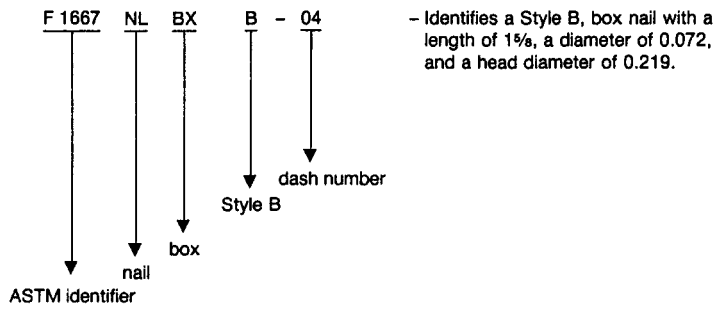 F 1667 NL BX B - 04
– Identifies a Style B, box nail with a
length of 1⅝, a diameter of 0.072,
and a head diameter of 0.219.
dash number
Style B
box
nail
ASTM identifier